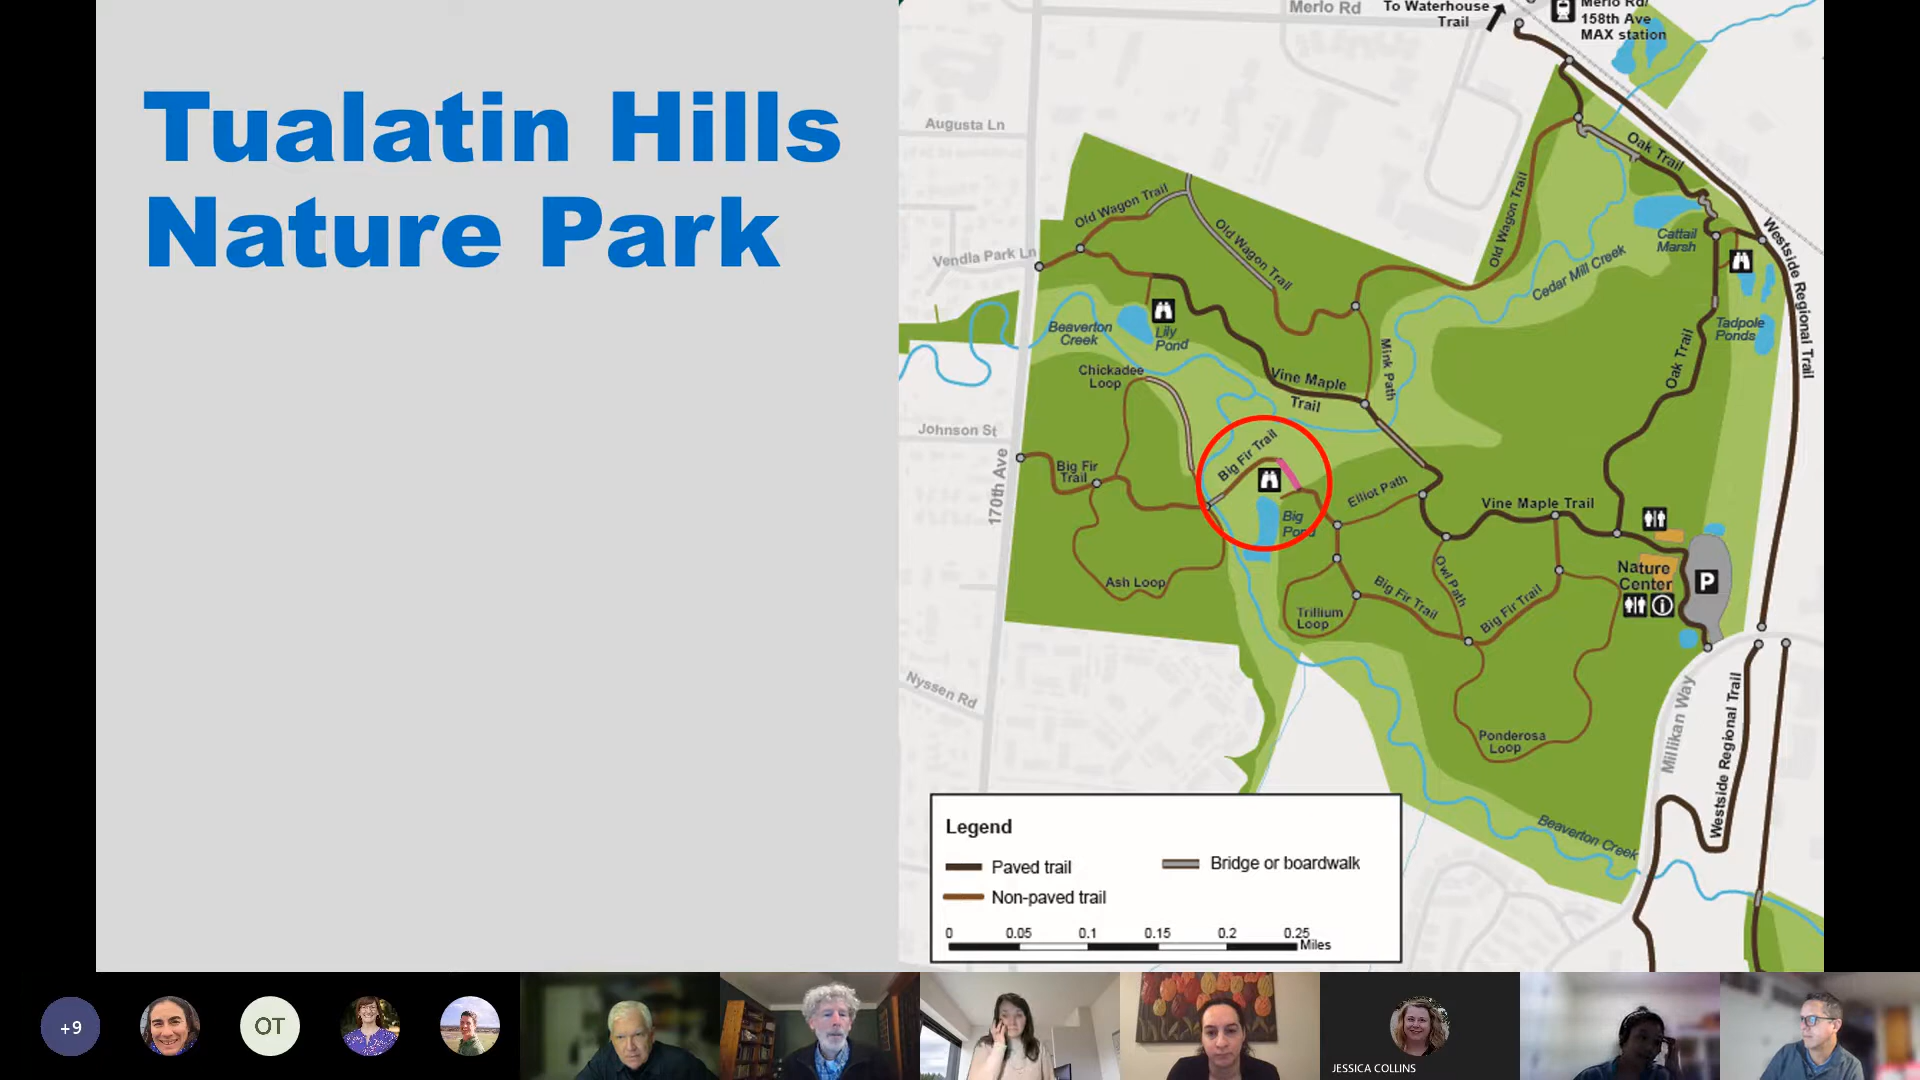 Tualatin Hills
Nature Park
Merlo Rd
To Waterhouse
Trail
Merlo Rd/
158th Ave
MAX station
Augusta Ln
Oak Trail
Old Wagon Trail
Old Wagon Trail
Old Wagon Trail
Cattail
Marsh
Westside Regional Trail
Vendla Park Ln
Cedar Mill Creek
Beaverton
Creek
Lily
Pond
Tadpole
Ponds
Oak Trail
Mink Path
Chickadee
Loop
Vine Maple
Trail
Johnson St
170th Ave
Big Fir
Trail
Big Fir Trail
Elliot Path
Vine Maple Trail
Big
Pond
Ash Loop
Owl Path
Nature
Center
P
Trillium
Loop
Big Fir Trail
Big Fir Trail
Nyssen Rd
Ponderosa
Loop
Millikan Way
Westside Regional Trail
Beaverton Creek
Legend
Paved trail
Bridge or boardwalk
Non-paved trail
0 0.05 0.1 0.15 0.2 0.25
Miles
+9
OT
JESSICA COLLINS